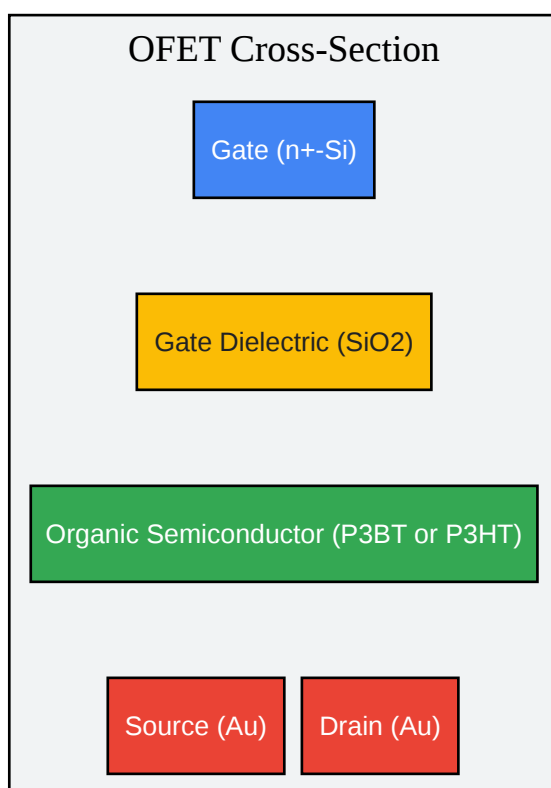 OFET Cross-Section
Gate (n+-Si)
Gate Dielectric (SiO2)
Organic Semiconductor (P3BT or P3HT)
Source (Au)
Drain (Au)